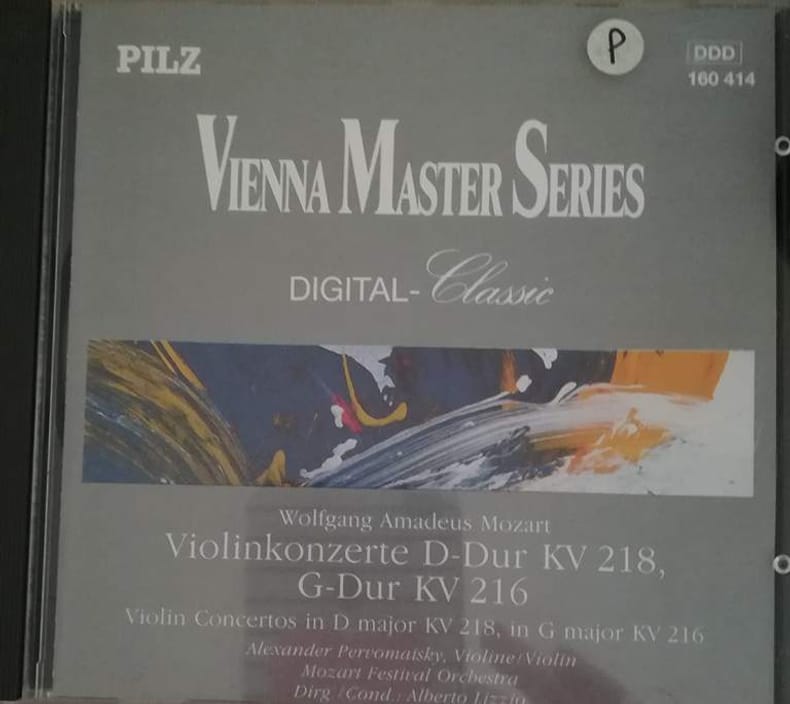 PILZ
P
DDD
160 414
VIENNA MASTER SERIES
DIGITAL-Classic
Wolfgang Amadeus Mozart
Violinkonzerte D-Dur KV 218,
G-Dur KV 216
Violin Concertos in D major KV 218, in G major KV 216
Alexander Pervomaisky, Violine/Violin
Mozart Festival Orchestra
Dirg./Cond.: Alberto Lizzio